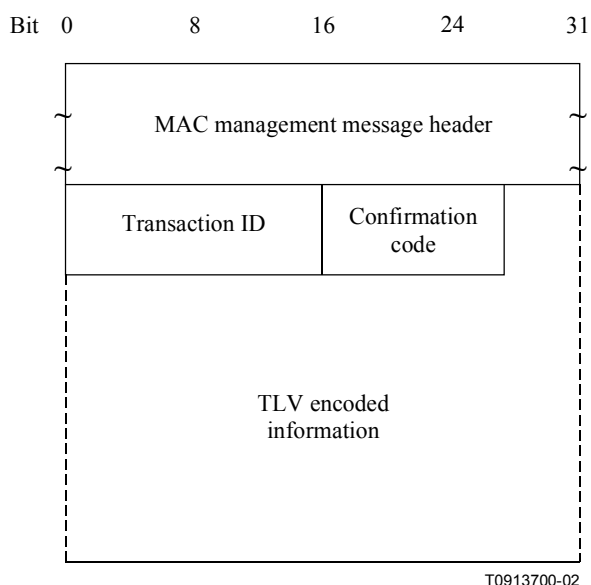 Bit 0 8 16 24 31
~ ~
MAC management message header
~ ~
Transaction ID
Confirmation
code
TLV encoded
information
T0913700-02